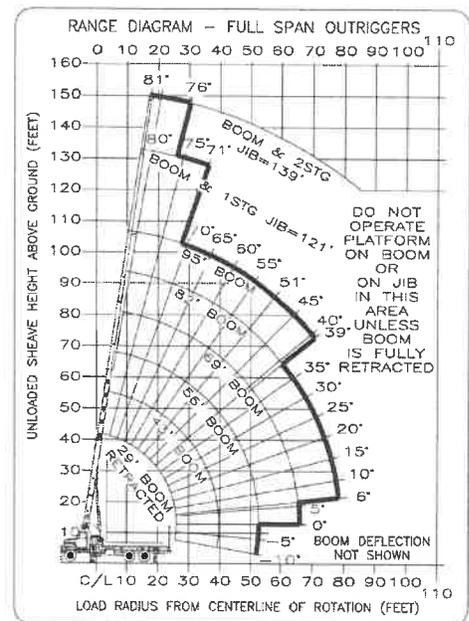 RANGE DIAGRAM – FULL SPAN OUTRIGGERS
0 10 20 30 40 50 60 70 80 90 100 110
160
150
140
130
120
110
100
90
80
70
60
50
40
30
20
10
UNLOADED SHEAVE HEIGHT ABOVE GROUND (FEET)
81°
76°
80°
75°
71°
BOOM & 2STG
JIB=139'
BOOM & 1STG JIB=121'
70°
65°
60°
55°
51°
45°
40°
39°
35°
30°
25°
20°
15°
10°
6°
5°
0°
-5°
-10°
95' BOOM
82' BOOM
69' BOOM
56' BOOM
43' BOOM
29' BOOM
RETRACTED
DO NOT
OPERATE
PLATFORM
ON BOOM
OR
ON JIB
IN THIS
AREA
UNLESS
BOOM
IS FULLY
RETRACTED
BOOM DEFLECTION
NOT SHOWN
C/L 10 20 30 40 50 60 70 80 90 100 110
LOAD RADIUS FROM CENTERLINE OF ROTATION (FEET)